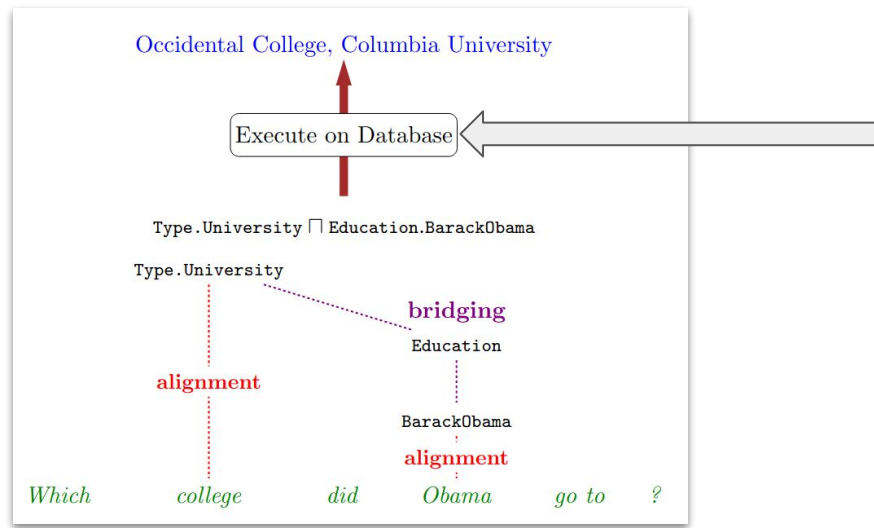 Occidental College, Columbia University
Execute on Database
Type.University ⊓ Education.BarackObama
Type.University
bridging
Education
alignment
BarackObama
alignment
Which college did Obama go to ?